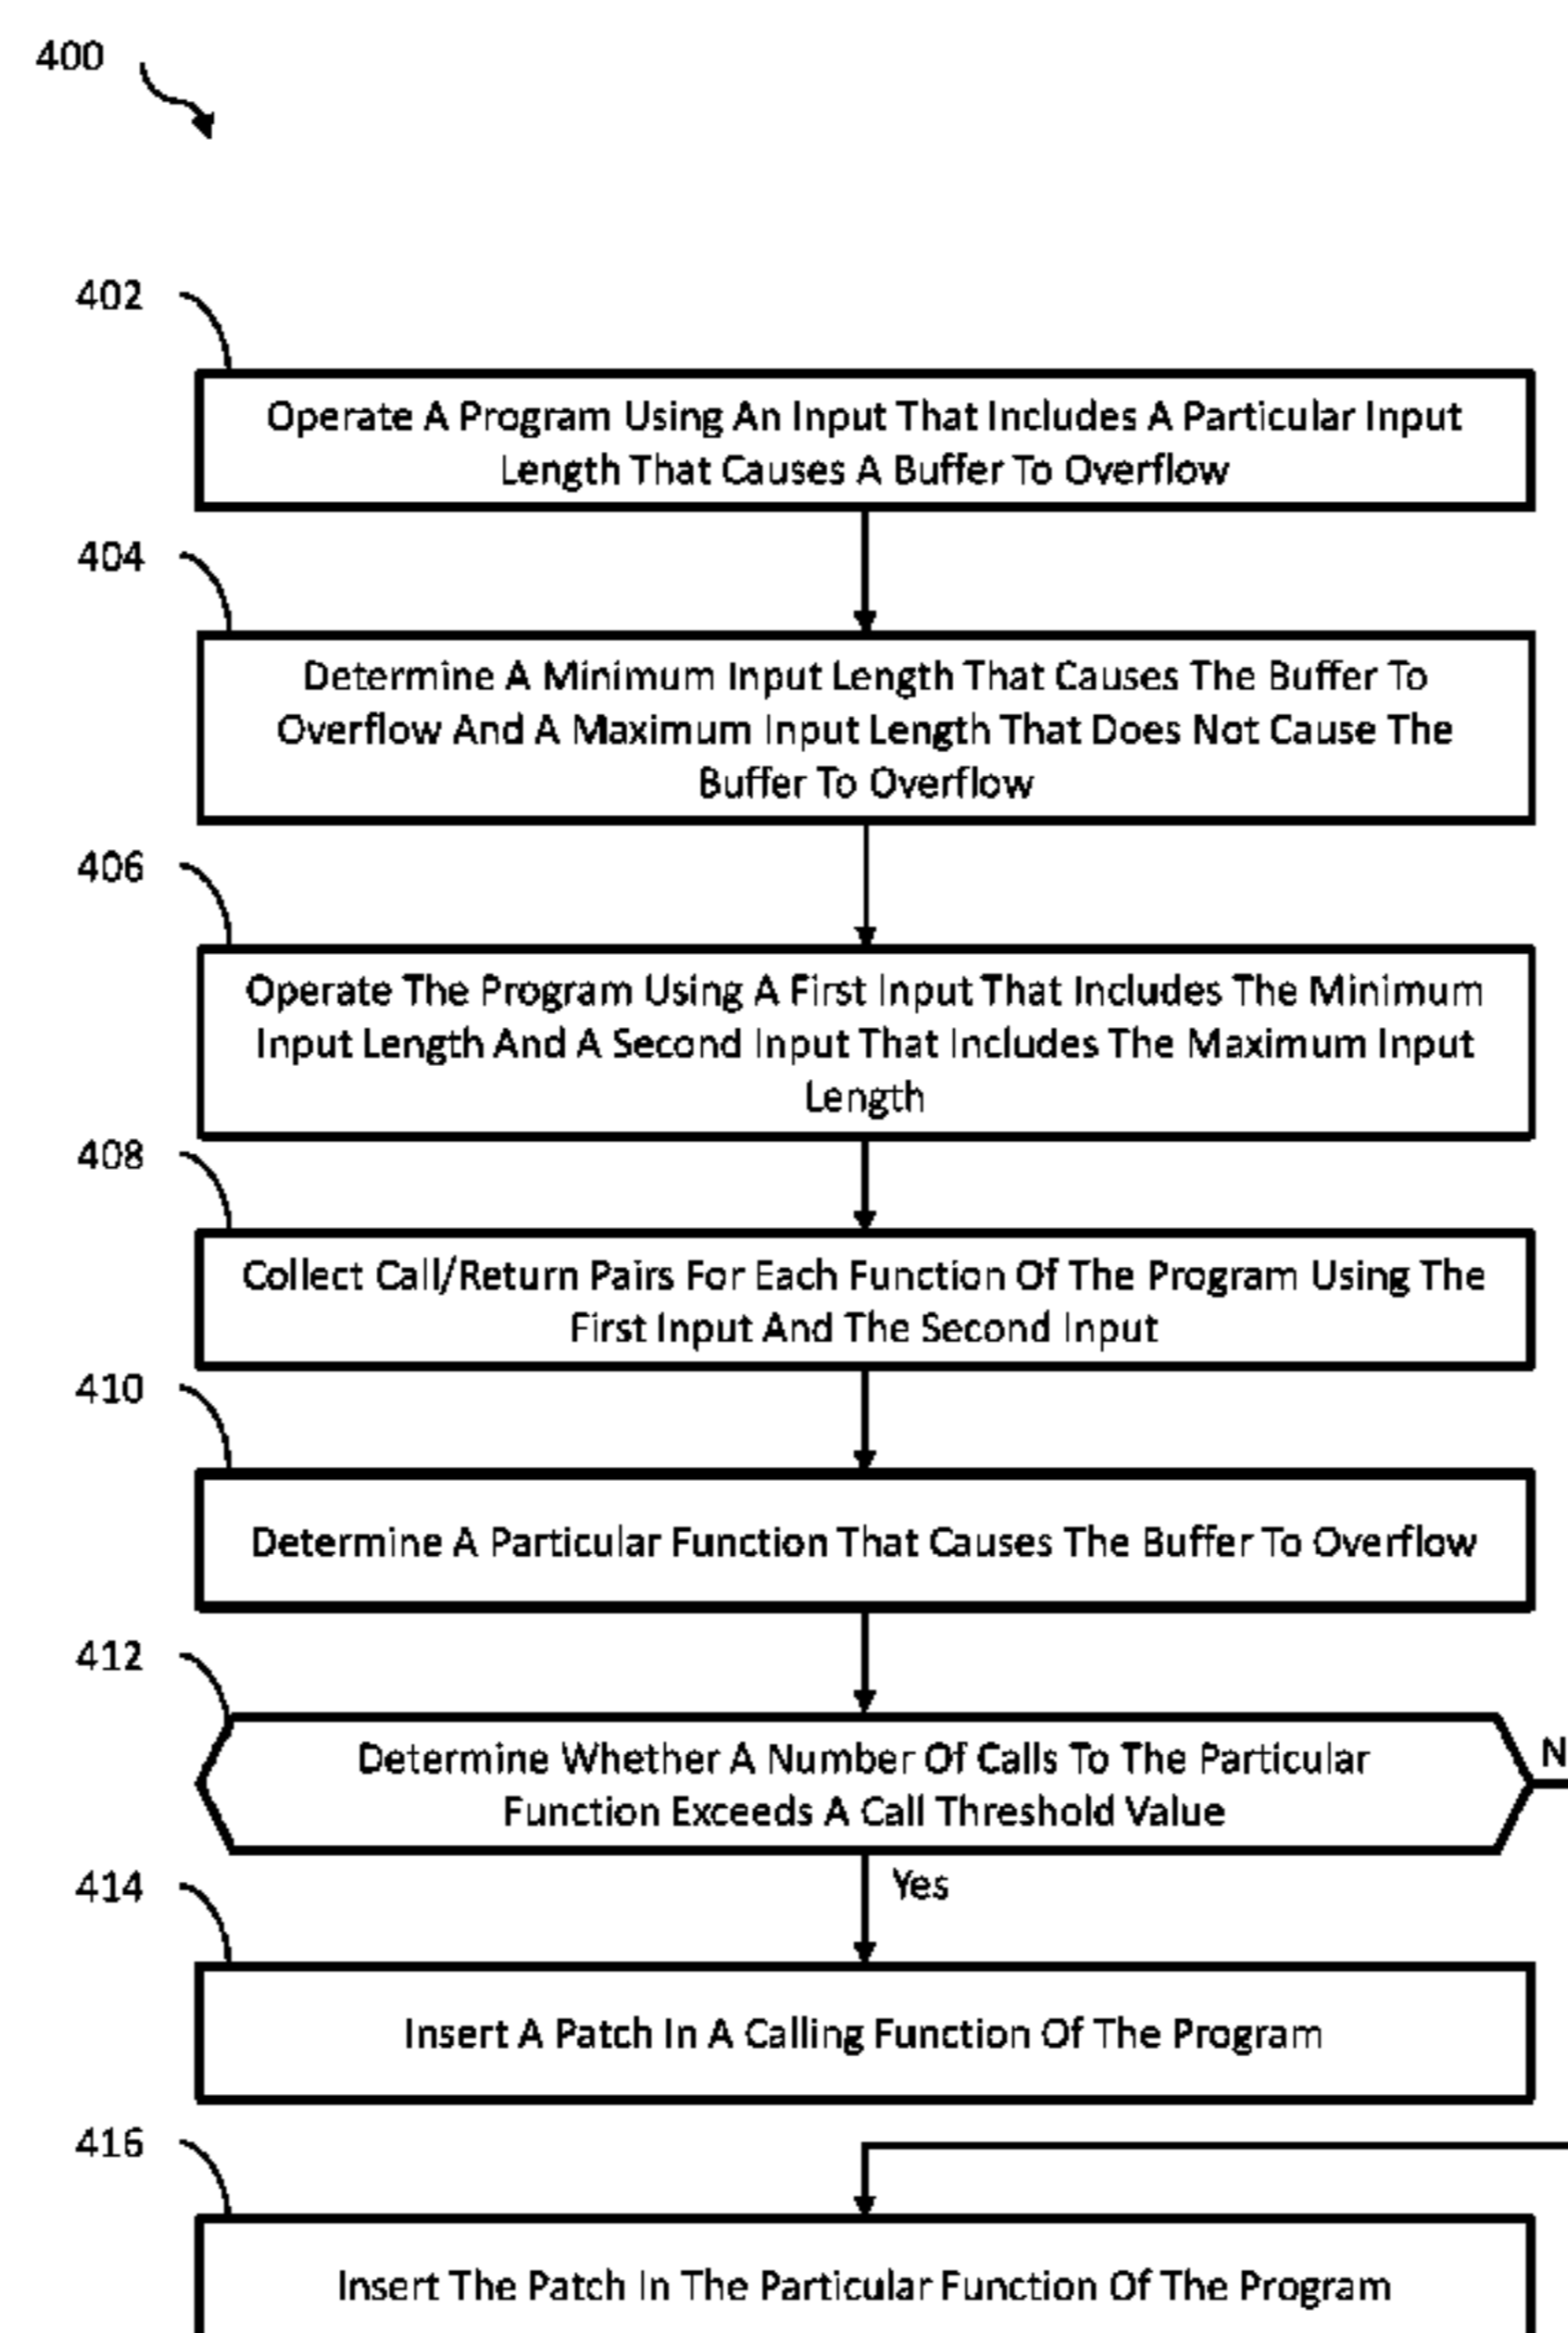 400
402
Operate A Program Using An Input That Includes A Particular Input
Length That Causes A Buffer To Overflow
404
Determine A Minimum Input Length That Causes The Buffer To
Overflow And A Maximum Input Length That Does Not Cause The
Buffer To Overflow
406
Operate The Program Using A First Input That Includes The Minimum
Input Length And A Second Input That Includes The Maximum Input
Length
408
Collect Call/Return Pairs For Each Function Of The Program Using The
First Input And The Second Input
410
Determine A Particular Function That Causes The Buffer To Overflow
412
Determine Whether A Number Of Calls To The Particular
Function Exceeds A Call Threshold Value
Yes
414
Insert A Patch In A Calling Function Of The Program
416
Insert The Patch In The Particular Function Of The Program